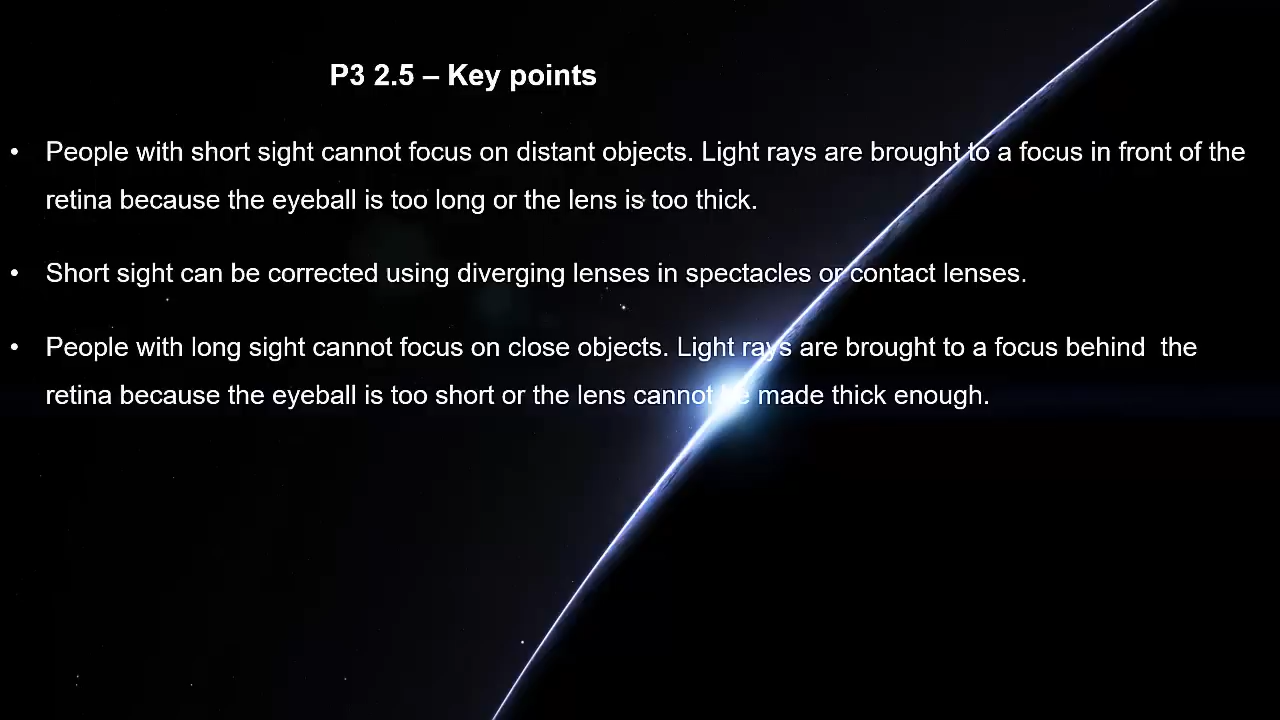 P3 2.5 – Key points
• People with short sight cannot focus on distant objects. Light rays are brought to a focus in front of the
retina because the eyeball is too long or the lens is too thick.
• Short sight can be corrected using diverging lenses in spectacles or contact lenses.
• People with long sight cannot focus on close objects. Light rays are brought to a focus behind  the
retina because the eyeball is too short or the lens cannot be made thick enough.